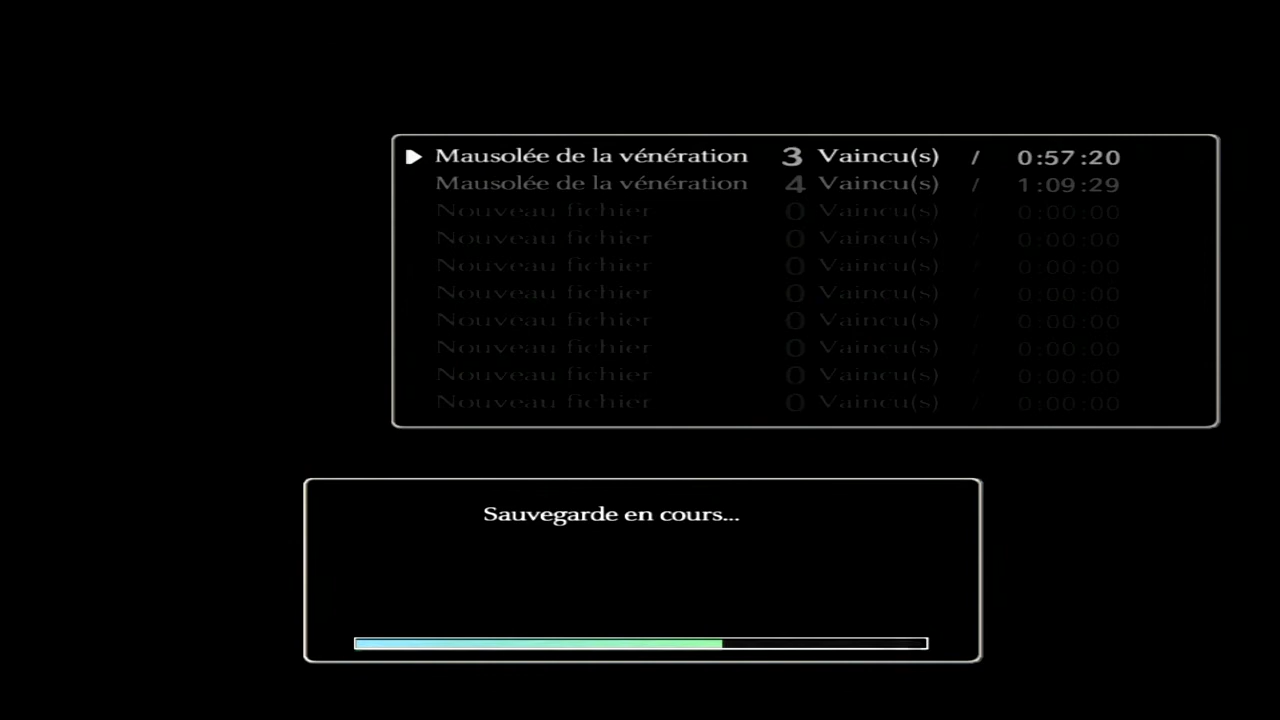 Mausolée de la vénération 3 Vaincu(s) / 0:57:20
Mausolée de la vénération 4 Vaincu(s) / 1:09:29
Nouveau fichier 0 Vaincu(s) / 0:00:00
Nouveau fichier 0 Vaincu(s) / 0:00:00
Nouveau fichier 0 Vaincu(s) / 0:00:00
Nouveau fichier 0 Vaincu(s) / 0:00:00
Nouveau fichier 0 Vaincu(s) / 0:00:00
Nouveau fichier 0 Vaincu(s) / 0:00:00
Nouveau fichier 0 Vaincu(s) / 0:00:00
Nouveau fichier 0 Vaincu(s) / 0:00:00
Sauvegarde en cours...